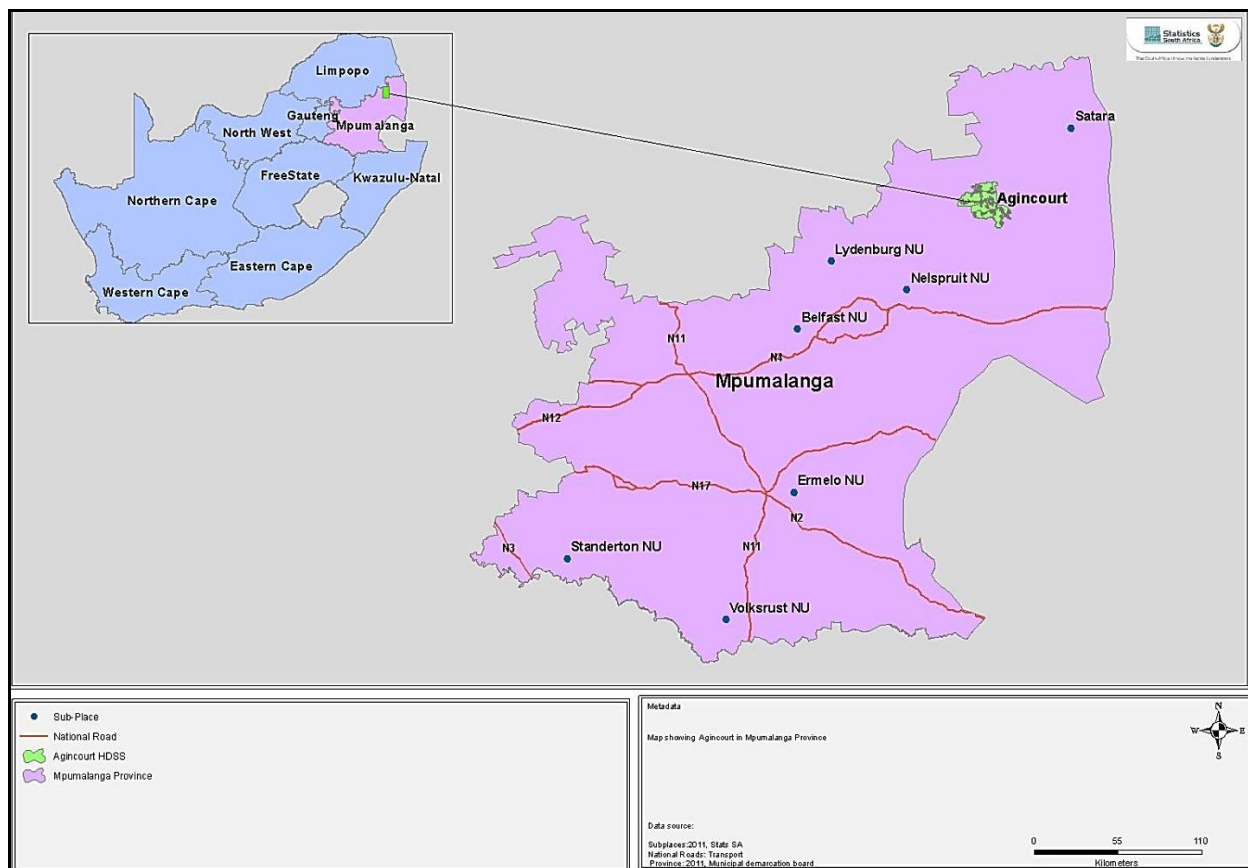 Statistics
South Africa
Limpopo
Gauteng
Mpumalanga
North West
FreeState
Kwazulu-Natal
Northern Cape
Eastern Cape
Western Cape
Satara
Agincourt
Lydenburg NU
Nelspruit NU
Belfast NU
N11
N4
Mpumalanga
N12
Ermelo NU
N17
N2
Standerton NU
N11
N3
Volksrust NU
Sub-Place
National Road
Agincourt HDSS
Mpumalanga Province
Metadata
Map showing Agincourt in Mpumalanga Province
N
W E
S
Data source:
Subplaces:2011, Stats SA
National Roads: Transport
Province: 2011, Municipal demarcation board
0 55 110
Kilometers